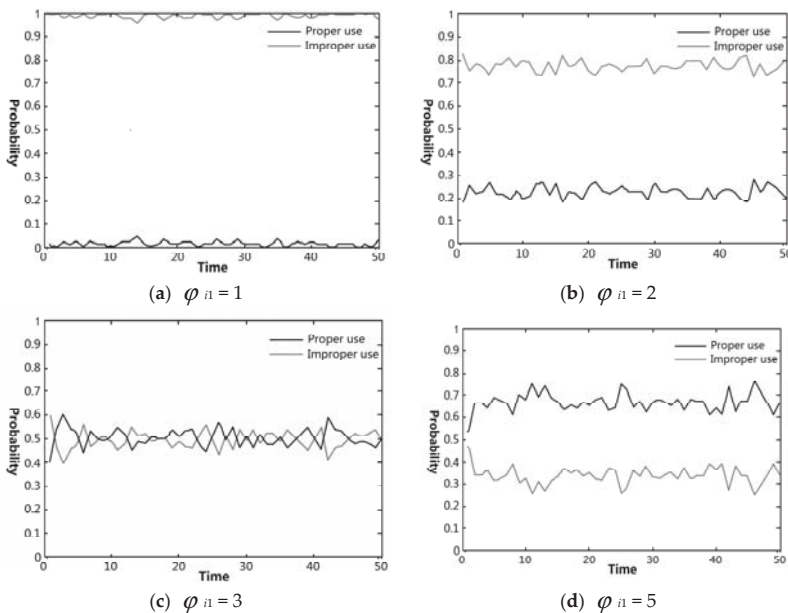 1
0.9
0.8
0.7
0.6
0.5
0.4
0.3
0.2
0.1
0
Probability
Proper use
Improper use
0 10 20 30 40 50
Time
(a) φ i1 = 1
1
0.9
0.8
0.7
0.6
0.5
0.4
0.3
0.2
0.1
0
Probability
Proper use
Improper use
0 10 20 30 40 50
Time
(b) φ i1 = 2
1
0.9
0.8
0.7
0.6
0.5
0.4
0.3
0.2
0.1
0
Probability
Proper use
Improper use
0 10 20 30 40 50
Time
(c) φ i1 = 3
1
0.9
0.8
0.7
0.6
0.5
0.4
0.3
0.2
0.1
0
Probability
Proper use
Improper use
0 10 20 30 40 50
Time
(d) φ i1 = 5